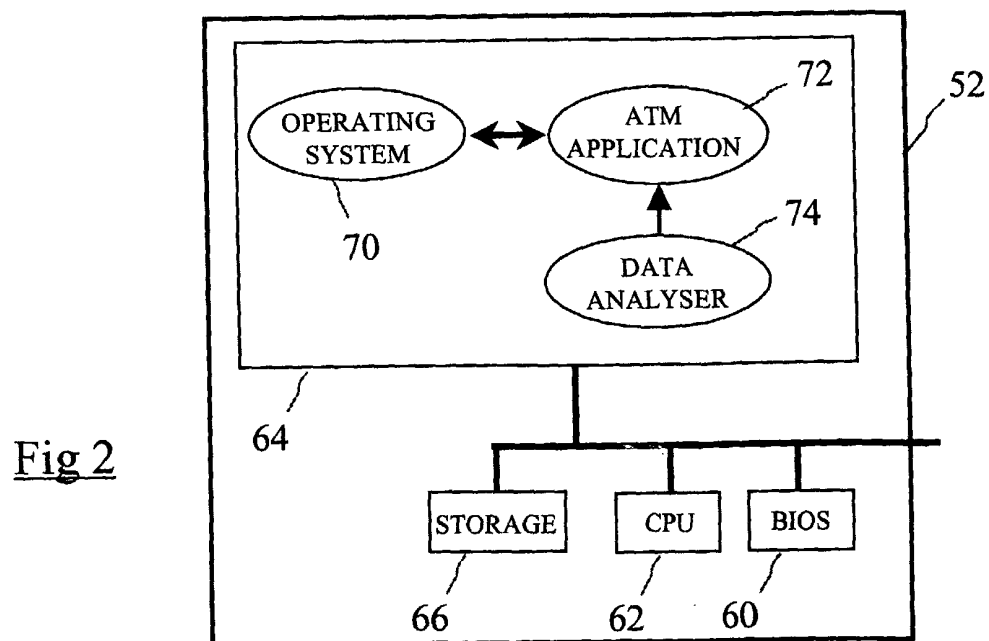 OPERATING
SYSTEM
70
ATM
APPLICATION
72
52
DATA
ANALYSER
74
64
Fig 2
STORAGE
CPU
BIOS
66
62
60